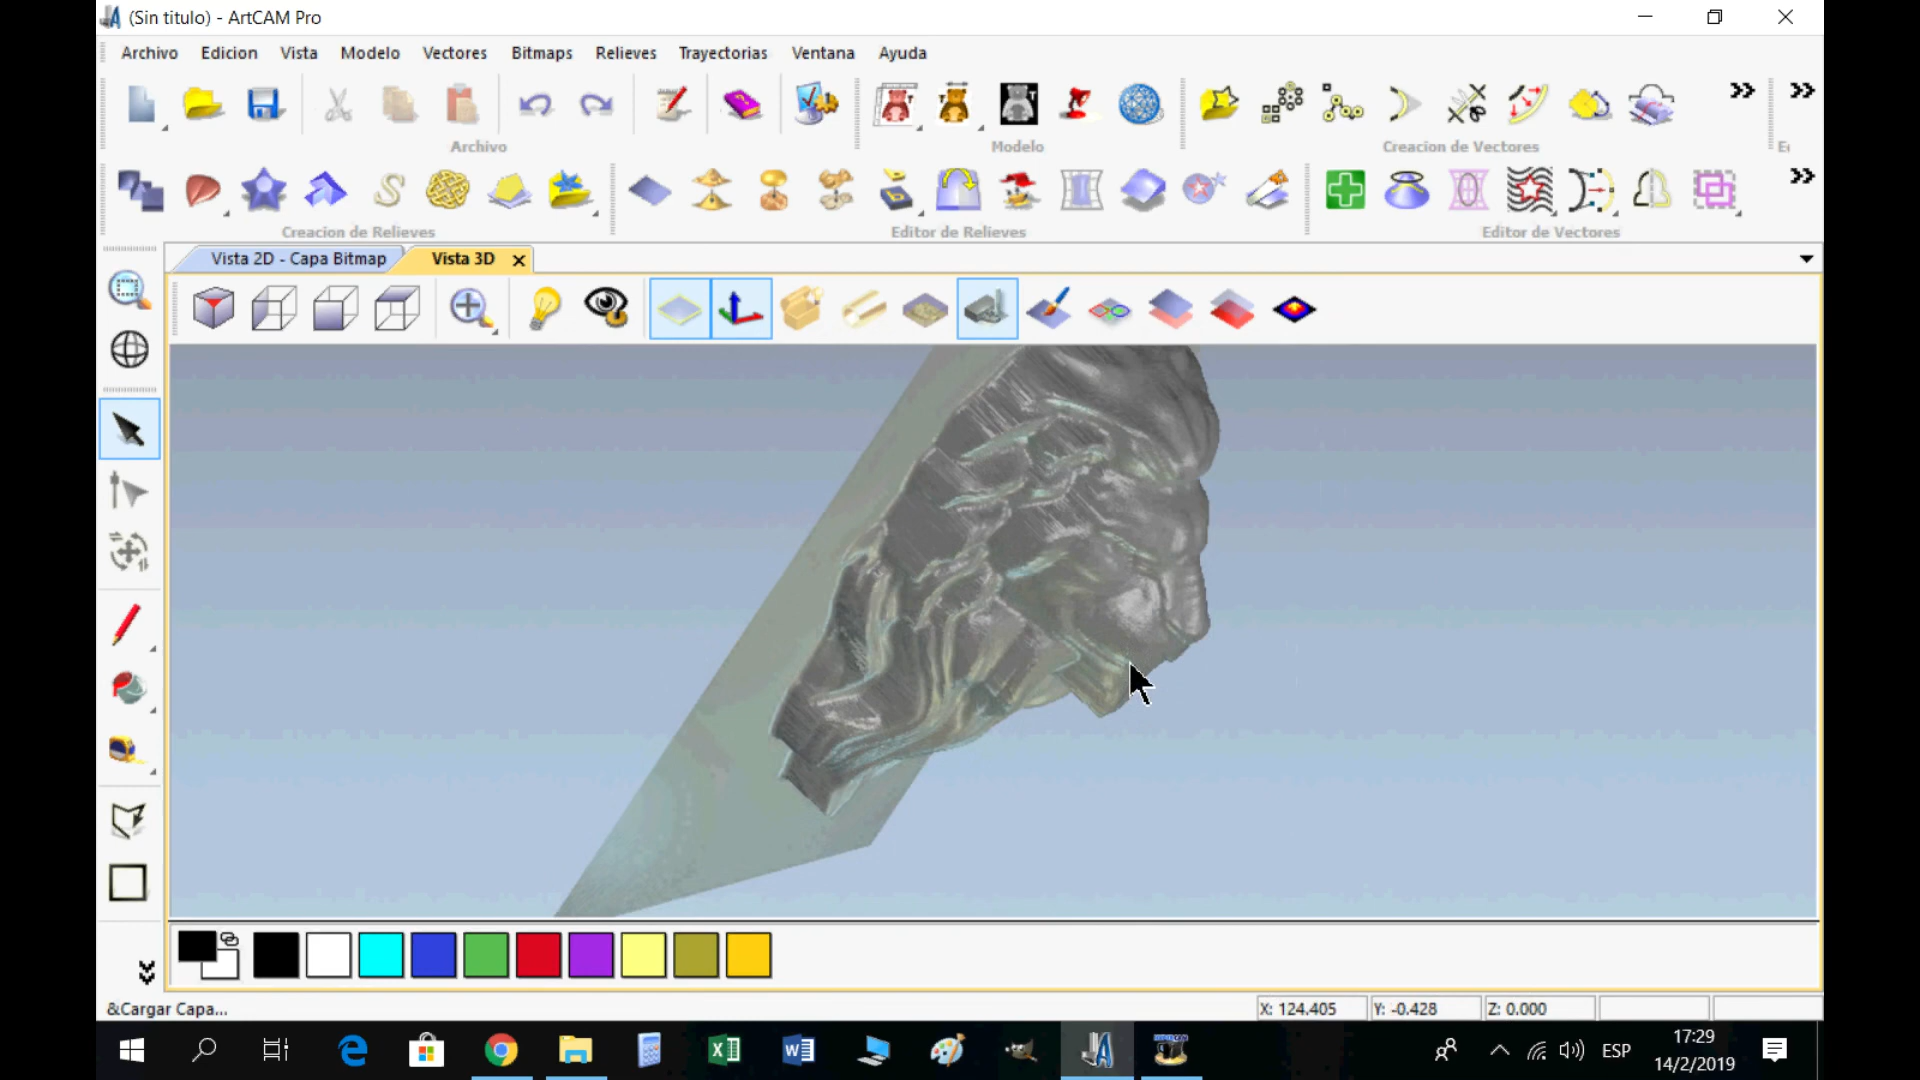 (Sin titulo) - ArtCAM Pro
Archivo Edicion Vista Modelo Vectores Bitmaps Relieves Trayectorias Ventana Ayuda
Archivo Modelo Creacion de Vectores
Creacion de Relieves Editor de Relieves Editor de Vectores
Vista 2D - Capa Bitmap Vista 3D
&Cargar Capa... X: 124.405 Y: -0.428 Z: 0.000
ESP
17:29
14/2/2019